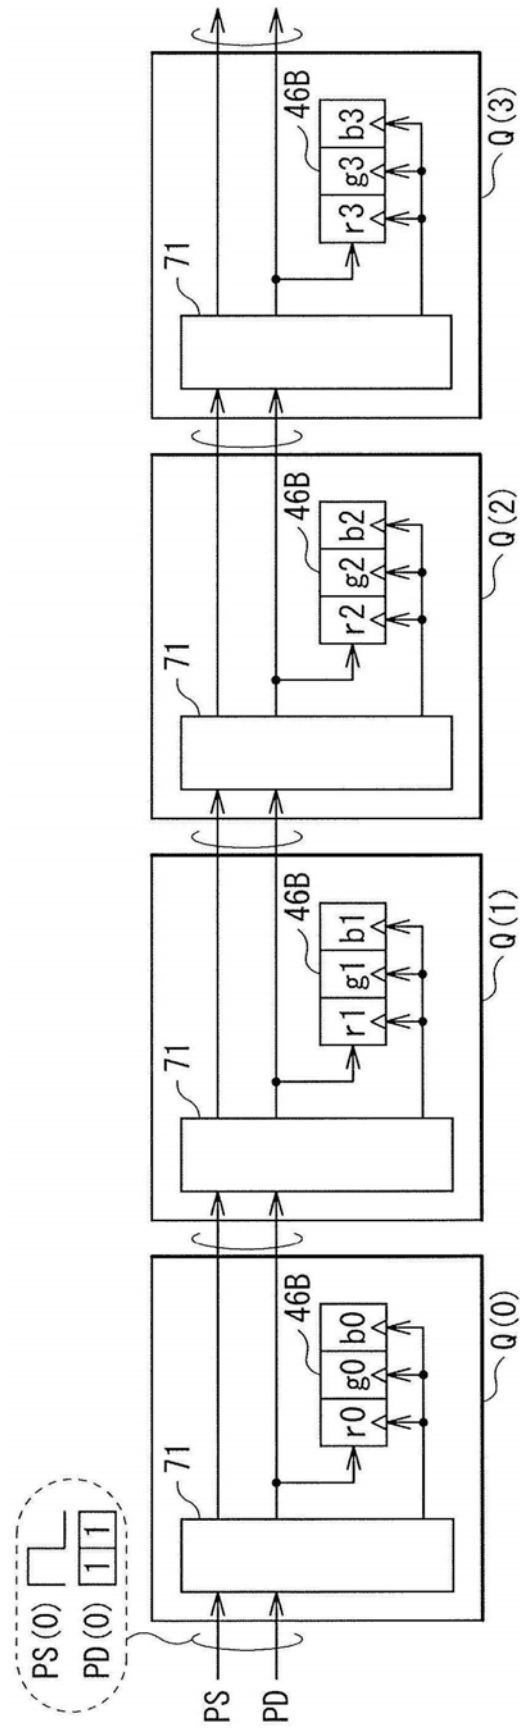 PS(0)
PD(0) 1 1
PS
PD
71
46B
r0 g0 b0
Q(0)
71
46B
r1 g1 b1
Q(1)
71
46B
r2 g2 b2
Q(2)
71
46B
r3 g3 b3
Q(3)